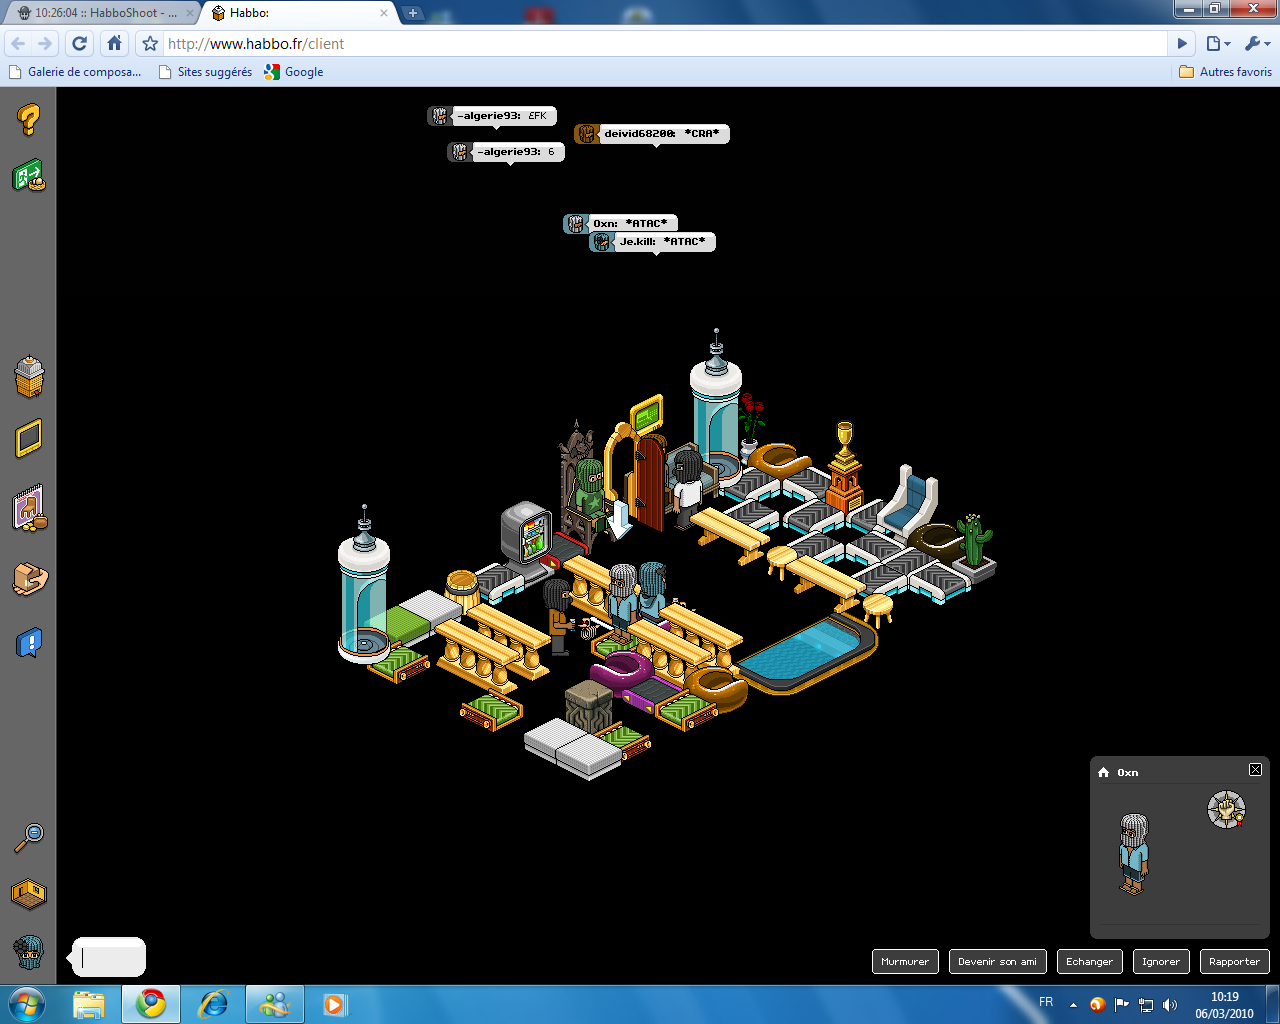 10:26:04 :: HabboShoot - ...
Habbo:
http://www.habbo.fr/client
Galerie de composa...
Sites suggérés
Google
Autres favoris
-algerie93: £FK
deivid68200: *CRA*
-algerie93: 6
0xn: *ATAC*
Je.kill: *ATAC*
0xn
Murmurer
Devenir son ami
Echanger
Ignorer
Rapporter
FR
10:19
06/03/2010